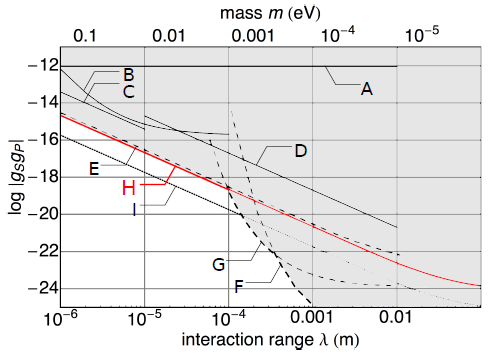 mass m (eV)
0.1 0.01 0.001 10⁻⁴ 10⁻⁵
−12
B
C
A
−14
−16
D
E
−18
H
I
−20
−22
G
F
−24
log |gₛgₚ|
10⁻⁶ 10⁻⁵ 10⁻⁴ 0.001 0.01
interaction range λ (m)